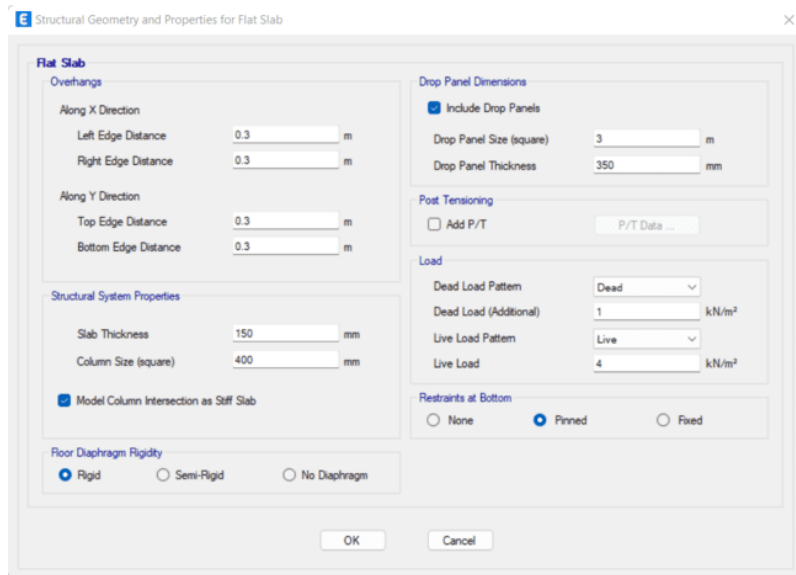 E Structural Geometry and Properties for Flat Slab
Flat Slab
Overhangs
Along X Direction
Left Edge Distance 0.3 m
Right Edge Distance 0.3 m
Along Y Direction
Top Edge Distance 0.3 m
Bottom Edge Distance 0.3 m
Structural System Properties
Slab Thickness 150 mm
Column Size (square) 400 mm
Model Column Intersection as Stiff Slab
Floor Diaphragm Rigidity
Rigid Semi-Rigid No Diaphragm
Drop Panel Dimensions
Include Drop Panels
Drop Panel Size (square) 3 m
Drop Panel Thickness 350 mm
Post Tensioning
Add P/T P/T Data ...
Load
Dead Load Pattern Dead
Dead Load (Additional) 1 kN/m²
Live Load Pattern Live
Live Load 4 kN/m²
Restraints at Bottom
None Pinned Fixed
OK Cancel